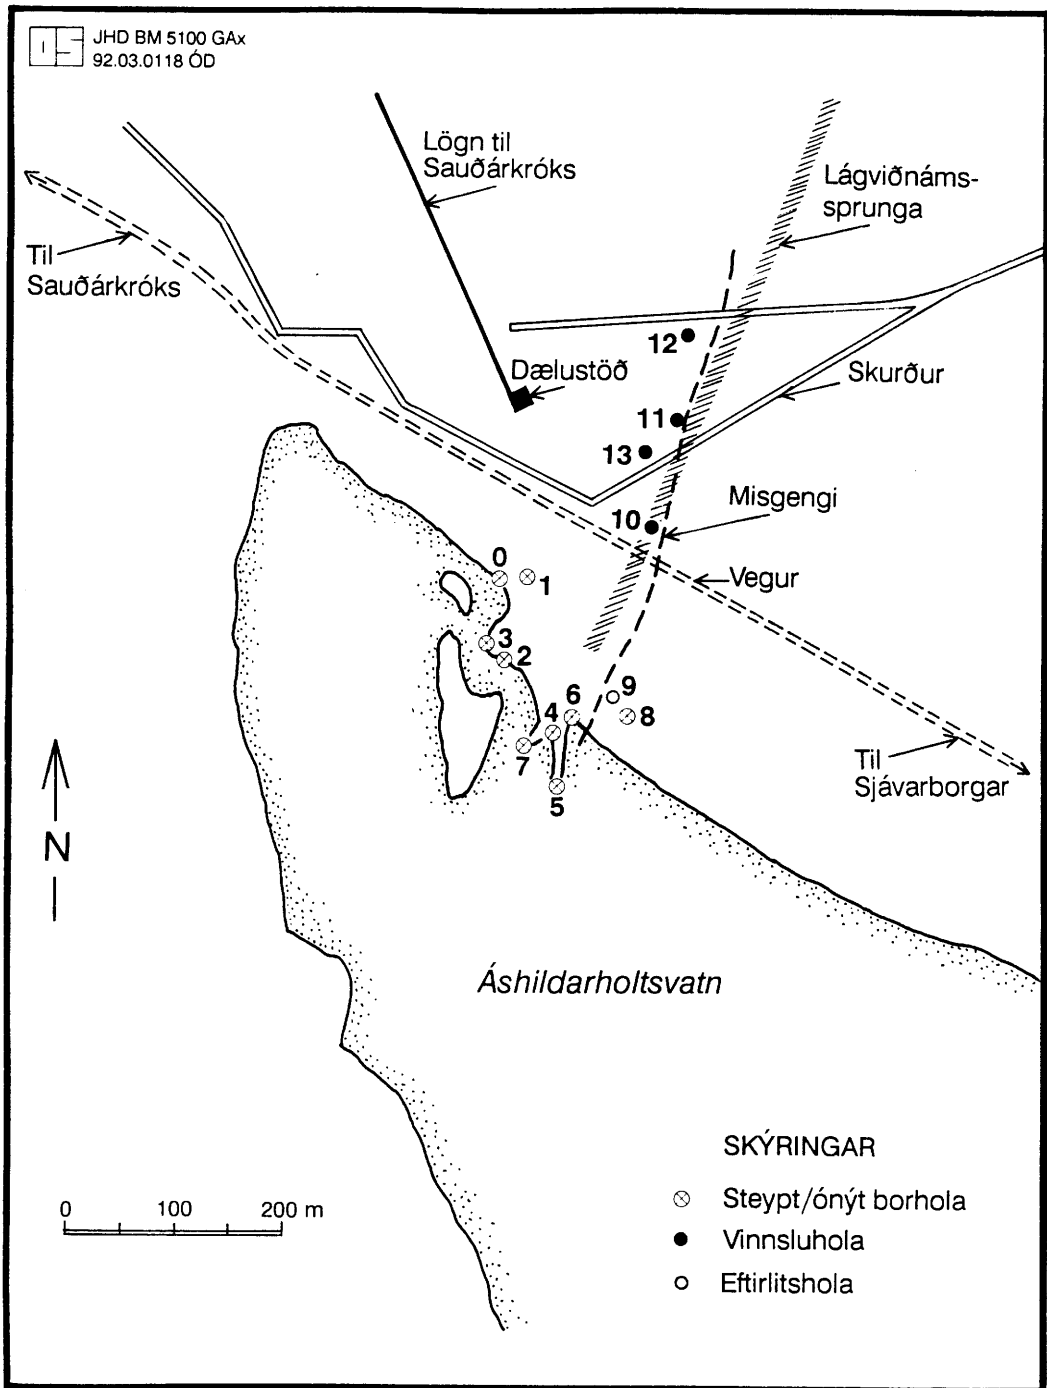 OS
JHD BM 5100 GAx
92.03.0118 ÓD
Lögn til
Sauðárkróks
Lágviðnáms-
sprunga
Til
Sauðárkróks
12
Dælustöð
Skurður
11
13
Misgengi
10
0
1
Vegur
3
2
9
6
8
4
7
5
Til
Sjávarborgar
N
Áshildarholtsvatn
SKÝRINGAR
Steypt/ónýt borhola
Vinnsluhola
Eftirlitshola
0 100 200 m